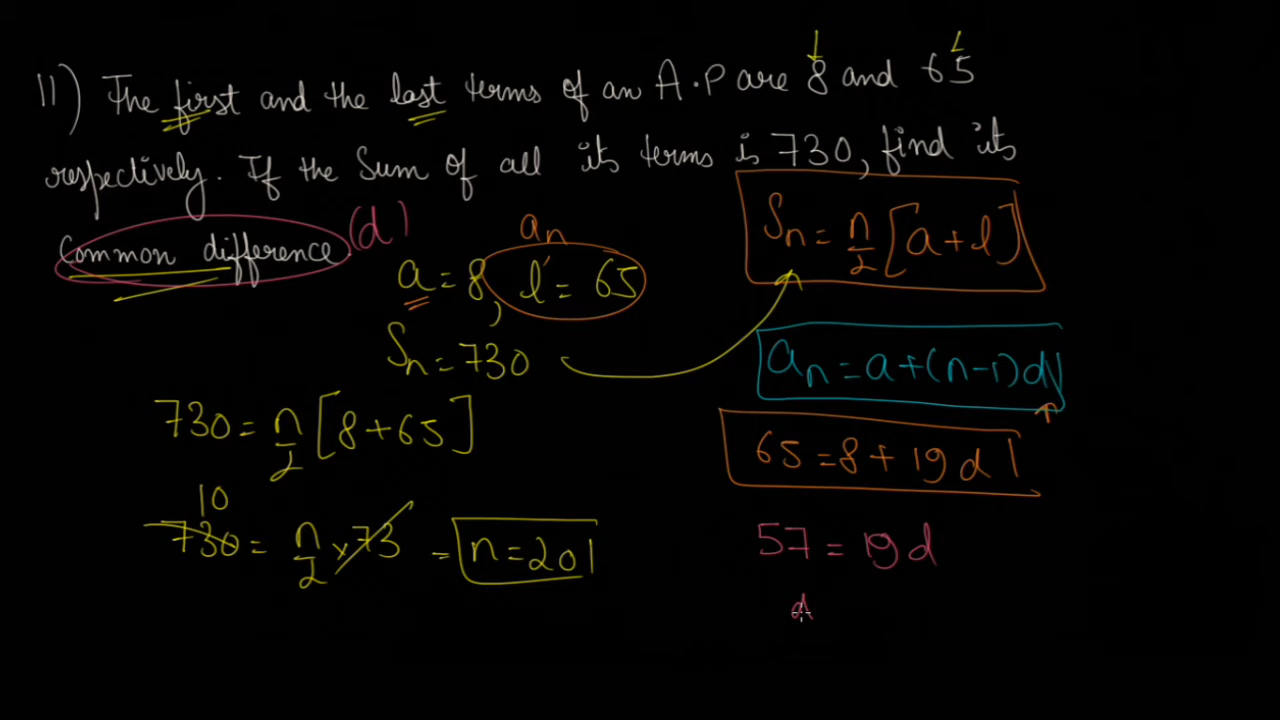 11) The first and the last terms of an A.P are 8 and 65
respectively. If the Sum of all its terms is 730, find its
Common difference (d)
Sn = n/2 [a+l]
an
a = 8, l = 65
Sn = 730
an = a+(n-1)d
730 = n/2 [8+65]
65 = 8 + 19d
10
730 = n/2 × 73 = n = 20
57 = 19d
d